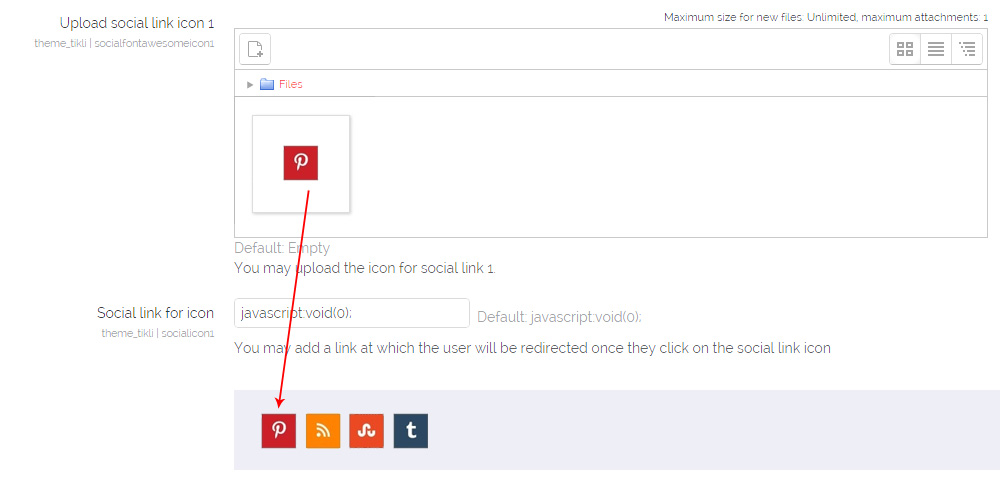 Upload social link icon 1
Maximum size for new files: Unlimited, maximum attachments: 1
theme_tikli | socialfontawesomeicon1
Files
Default: Empty
You may upload the icon for social link 1.
Social link for icon
javascript:void(0);
Default: javascript:void(0);
theme_tikli | socialicon1
You may add a link at which the user will be redirected once they click on the social link icon